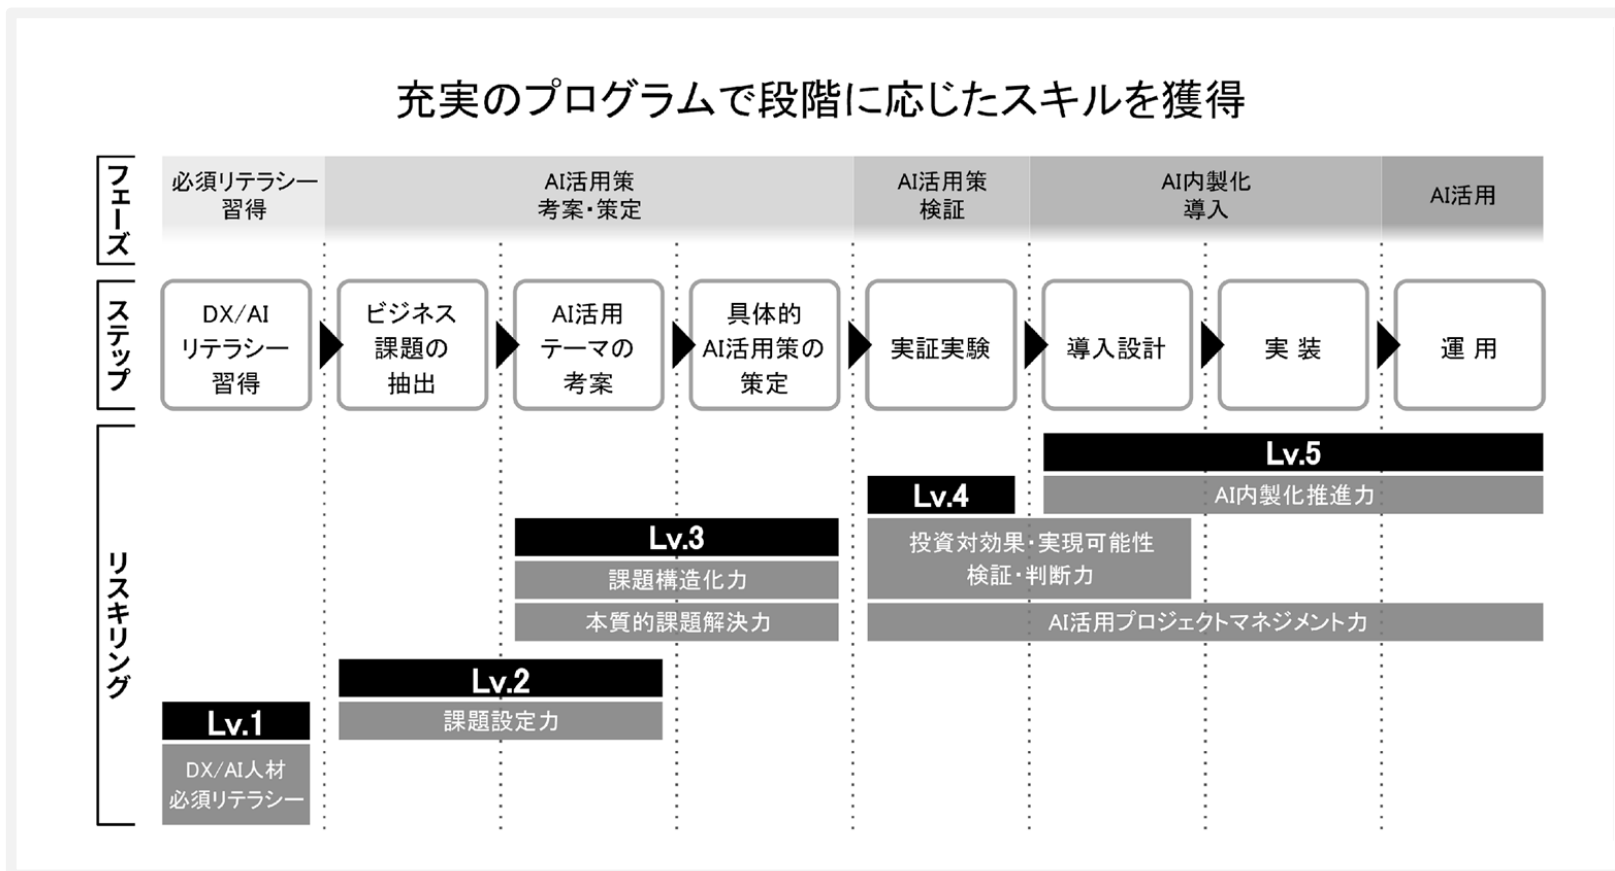 充実のプログラムで段階に応じたスキルを獲得
フェーズ
必須リテラシー
習得
AI活用策
考案・策定
AI活用策
検証
AI内製化
導入
AI活用
ステップ
DX/AI
リテラシー
習得
ビジネス
課題の
抽出
AI活用
テーマの
考案
具体的
AI活用策の
策定
実証実験
導入設計
実装
運用
リスキリング
Lv.5
AI内製化推進力
Lv.4
投資対効果・実現可能性
検証・判断力
AI活用プロジェクトマネジメント力
Lv.3
課題構造化力
本質的課題解決力
Lv.2
課題設定力
Lv.1
DX/AI人材
必須リテラシー